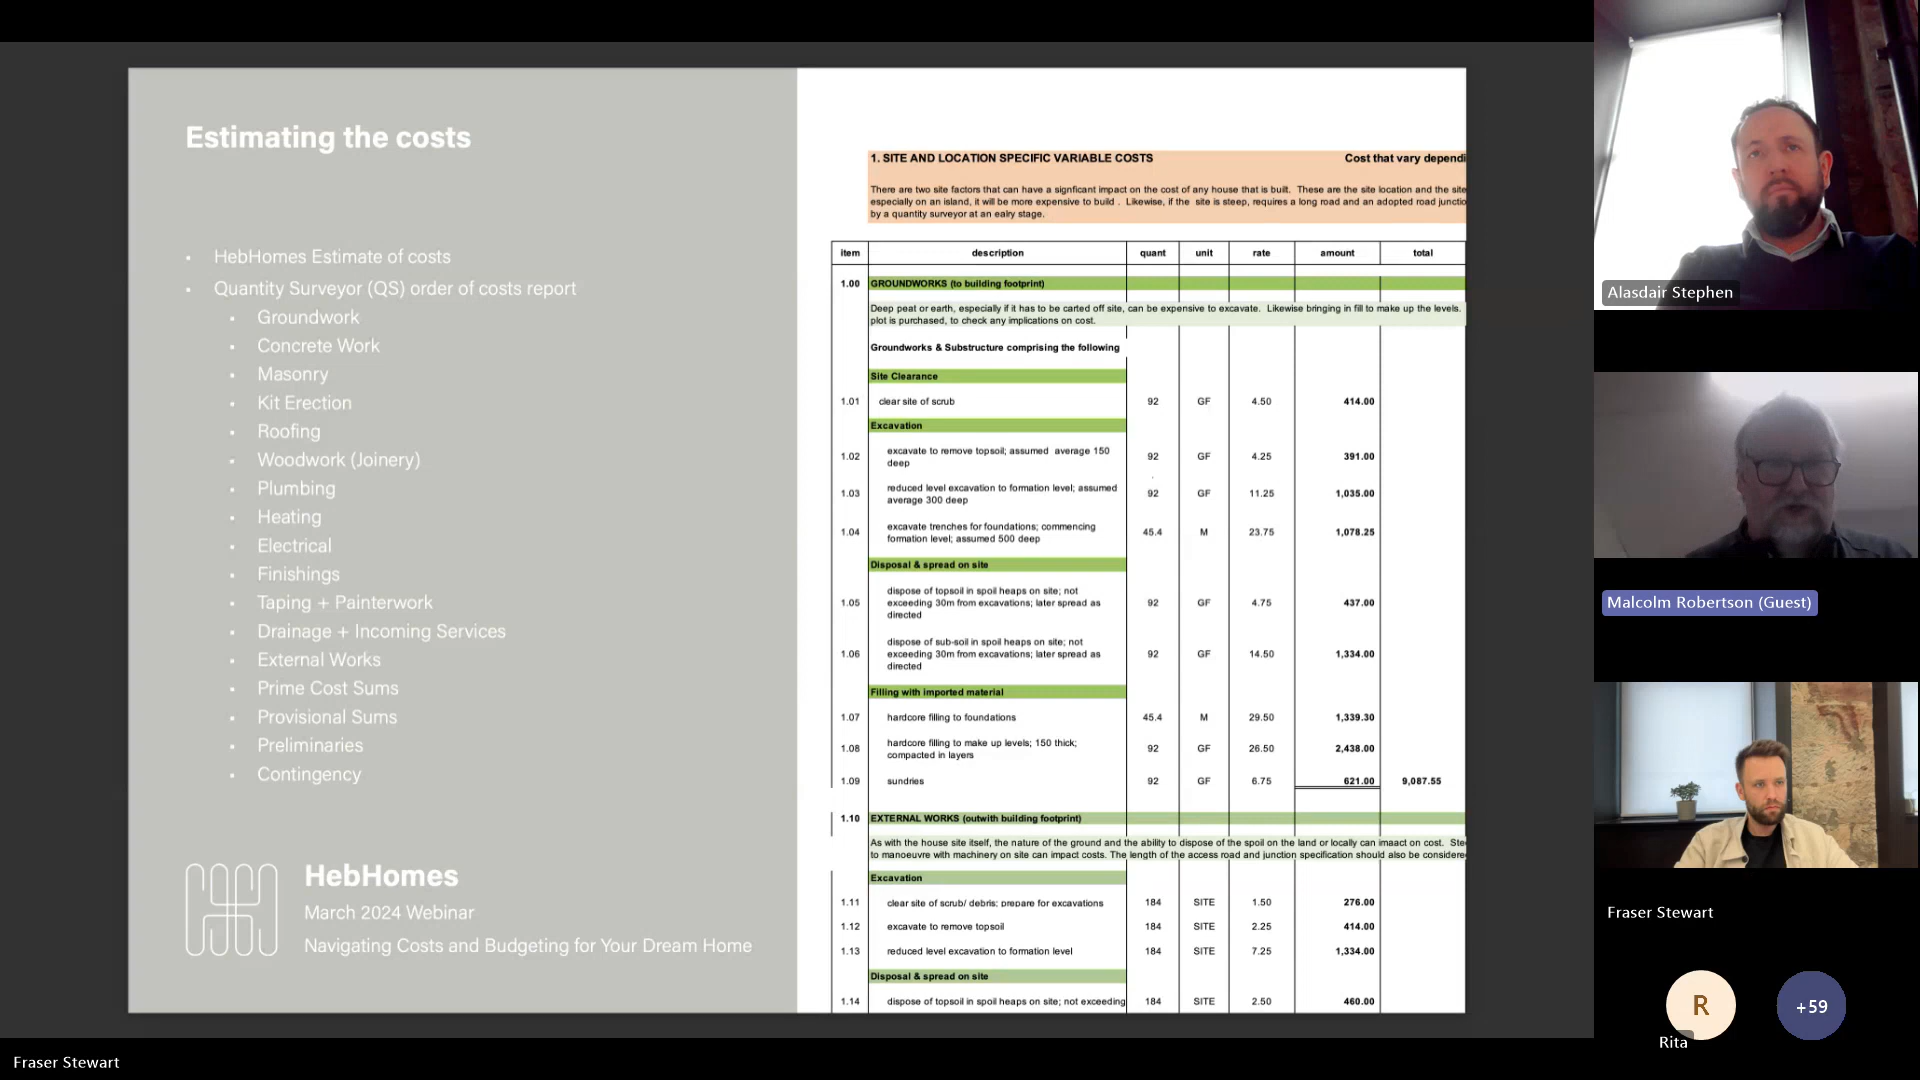 Estimating the costs
• HebHomes Estimate of costs
• Quantity Surveyor (QS) order of costs report
• Groundwork
• Concrete Work
• Masonry
• Kit Erection
• Roofing
• Woodwork (Joinery)
• Plumbing
• Heating
• Electrical
• Finishings
• Taping + Painterwork
• Drainage + Incoming Services
• External Works
• Prime Cost Sums
• Provisional Sums
• Preliminaries
• Contingency
HebHomes
March 2024 Webinar
Navigating Costs and Budgeting for Your Dream Home
1. SITE AND LOCATION SPECIFIC VARIABLE COSTS Cost that vary dependi
There are two site factors that can have a signficant impact on the cost of any house that is built. These are the site location and the site
especially on an island, it will be more expensive to build . Likewise, if the site is steep, requires a long road and an adopted road junctio
by a quantity surveyor at an ealry stage.
item description quant unit rate amount total
1.00 GROUNDWORKS (to building footprint)
Deep peat or earth, especially if it has to be carted off site, can be expensive to excavate. Likewise bringing in fill to make up the levels.
plot is purchased, to check any implications on cost.
Groundworks & Substructure comprising the following
Site Clearance
1.01 clear site of scrub 92 GF 4.50 414.00
Excavation
1.02 excavate to remove topsoil; assumed average 150
deep 92 GF 4.25 391.00
1.03 reduced level excavation to formation level; assumed
average 300 deep 92 GF 11.25 1,035.00
1.04 excavate trenches for foundations; commencing
formation level; assumed 500 deep 45.4 M 23.75 1,078.25
Disposal & spread on site
dispose of topsoil in spoil heaps on site; not
1.05 exceeding 30m from excavations; later spread as 92 GF 4.75 437.00
directed
dispose of sub-soil in spoil heaps on site; not
1.06 exceeding 30m from excavations; later spread as 92 GF 14.50 1,334.00
directed
Filling with imported material
1.07 hardcore filling to foundations 45.4 M 29.50 1,339.30
1.08 hardcore filling to make up levels; 150 thick;
compacted in layers 92 GF 26.50 2,438.00
1.09 sundries 92 GF 6.75 621.00 9,087.55
1.10 EXTERNAL WORKS (outwith building footprint)
As with the house site itself, the nature of the ground and the ability to dispose of the spoil on the land or locally can imaact on cost. Stee
to manoeuvre with machinery on site can impact costs. The length of the access road and junction specification should also be considere
Excavation
1.11 clear site of scrub/ debris; prepare for excavations 184 SITE 1.50 276.00
1.12 excavate to remove topsoil 184 SITE 2.25 414.00
1.13 reduced level excavation to formation level 184 SITE 7.25 1,334.00
Disposal & spread on site
1.14 dispose of topsoil in spoil heaps on site; not exceeding 184 SITE 2.50 460.00
Alasdair Stephen
Malcolm Robertson (Guest)
Fraser Stewart
R
+59
Rita
Fraser Stewart